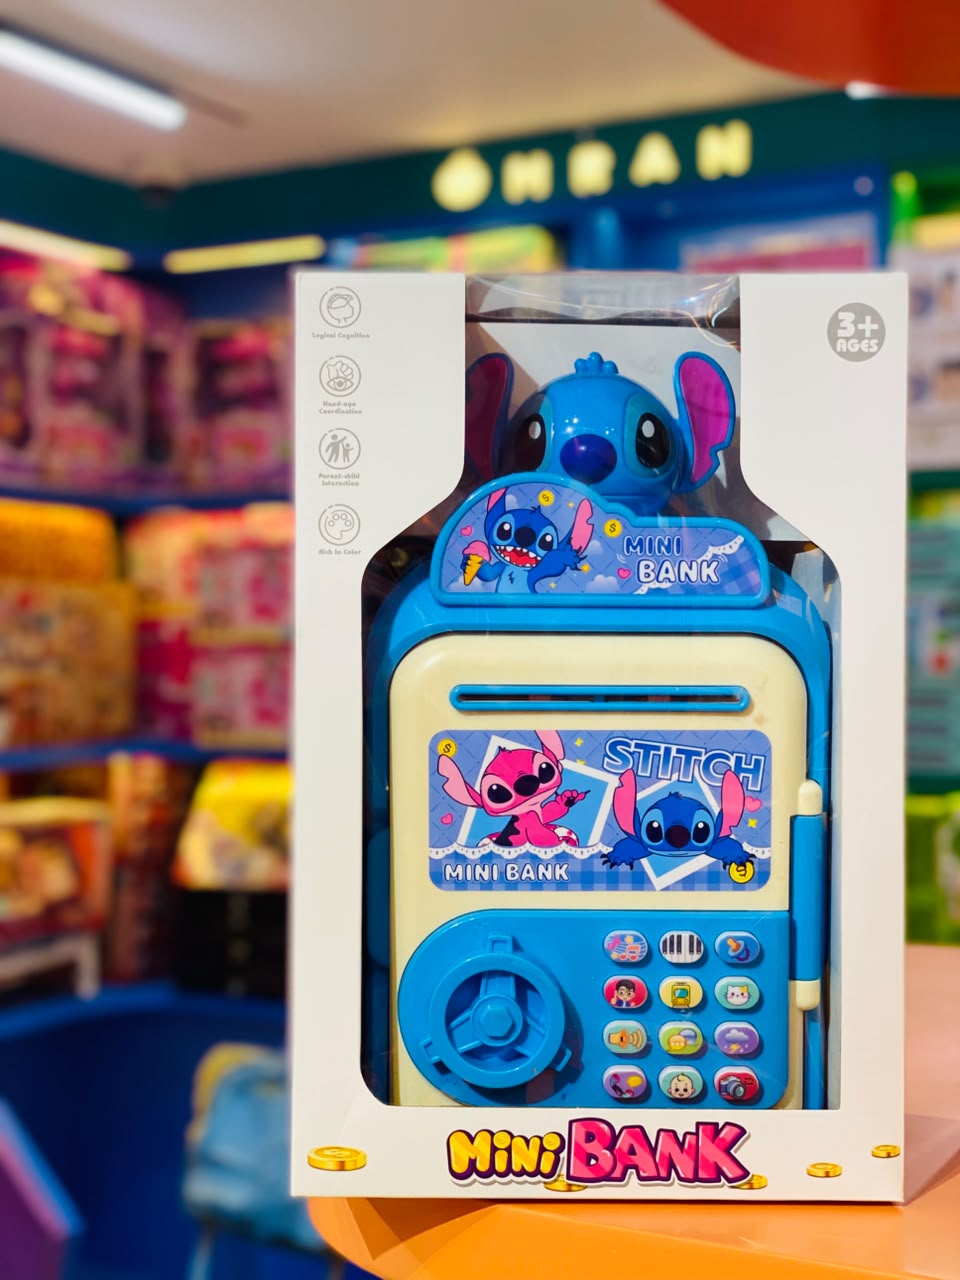 ÖHRAN
Logical Cognition
Hand-eye
Coordination
Parent-child
Interaction
Rich in Color
3+
AGES
MINI
BANK
STITCH
MINI BANK
MiNi BANK